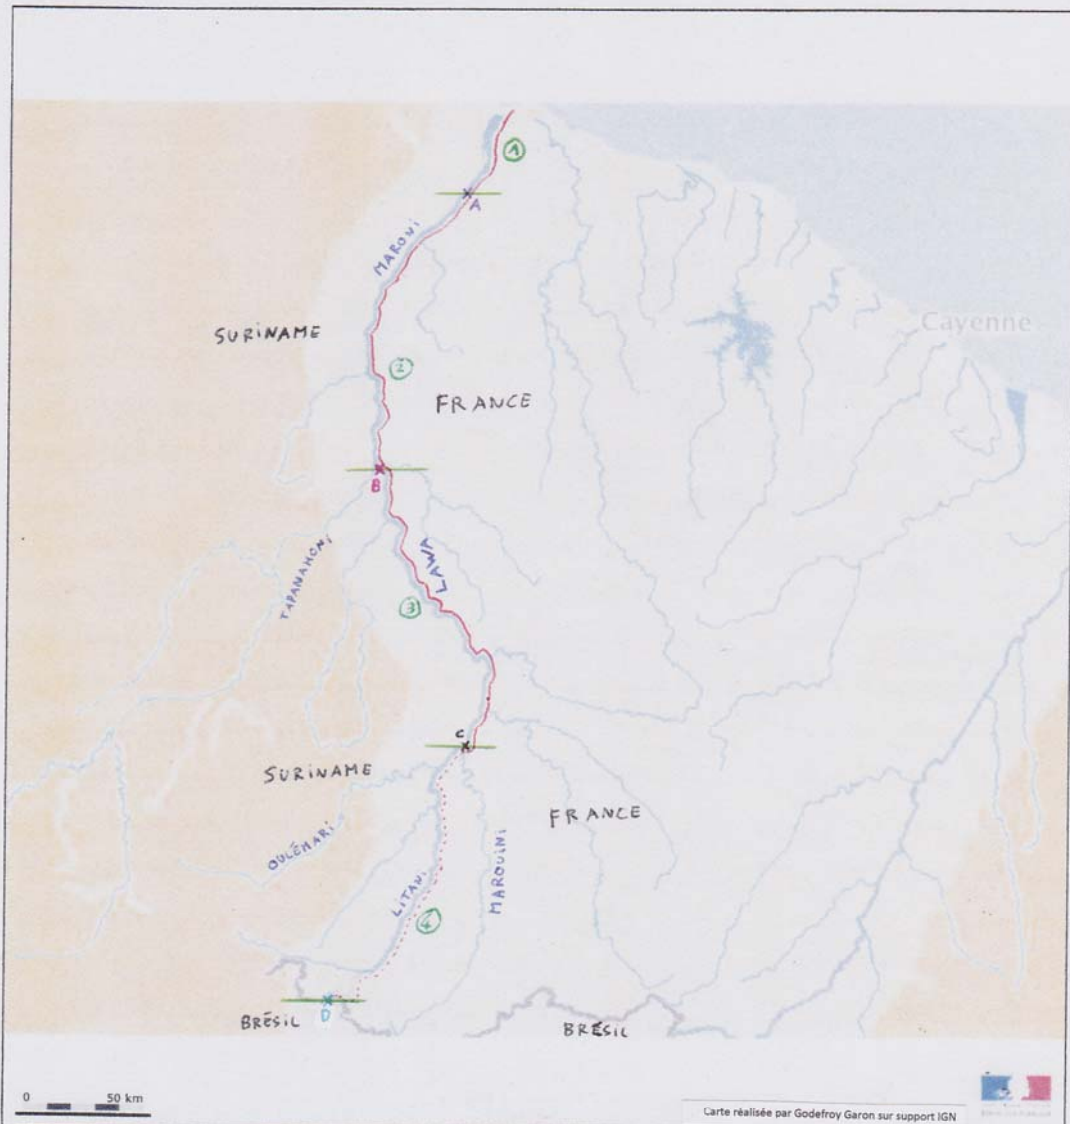 1
A
MARONI
SURINAME
Cayenne
2
FRANCE
B
LAWA
TAPANAHONI
3
C
SURINAME
FRANCE
OULÉMARI
LITANI
MAROUINI
4
D
BRÉSIL
BRÉSIL
0 50 km
Carte réalisée par Godefroy Garon sur support IGN